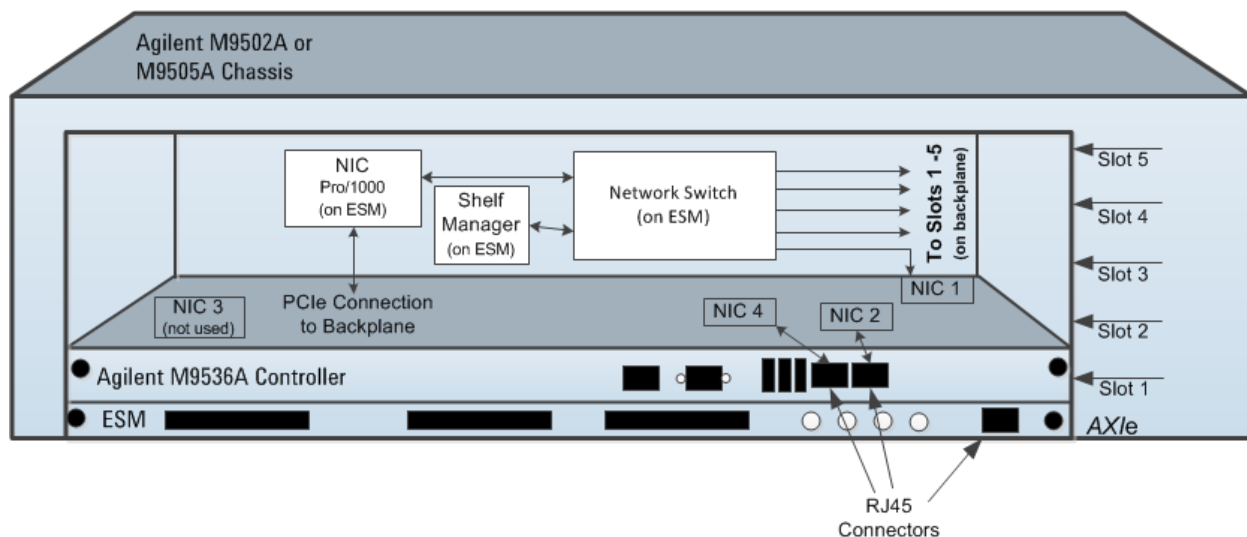 Agilent M9502A or
M9505A Chassis
NIC
Pro/1000
(on ESM)
Shelf
Manager
(on ESM)
Network Switch
(on ESM)
To Slots 1 -5
(on backplane)
Slot 5
Slot 4
Slot 3
Slot 2
Slot 1
NIC 3
(not used)
PCIe Connection
to Backplane
NIC 4
NIC 2
NIC 1
Agilent M9536A Controller
ESM
AXIe
RJ45
Connectors